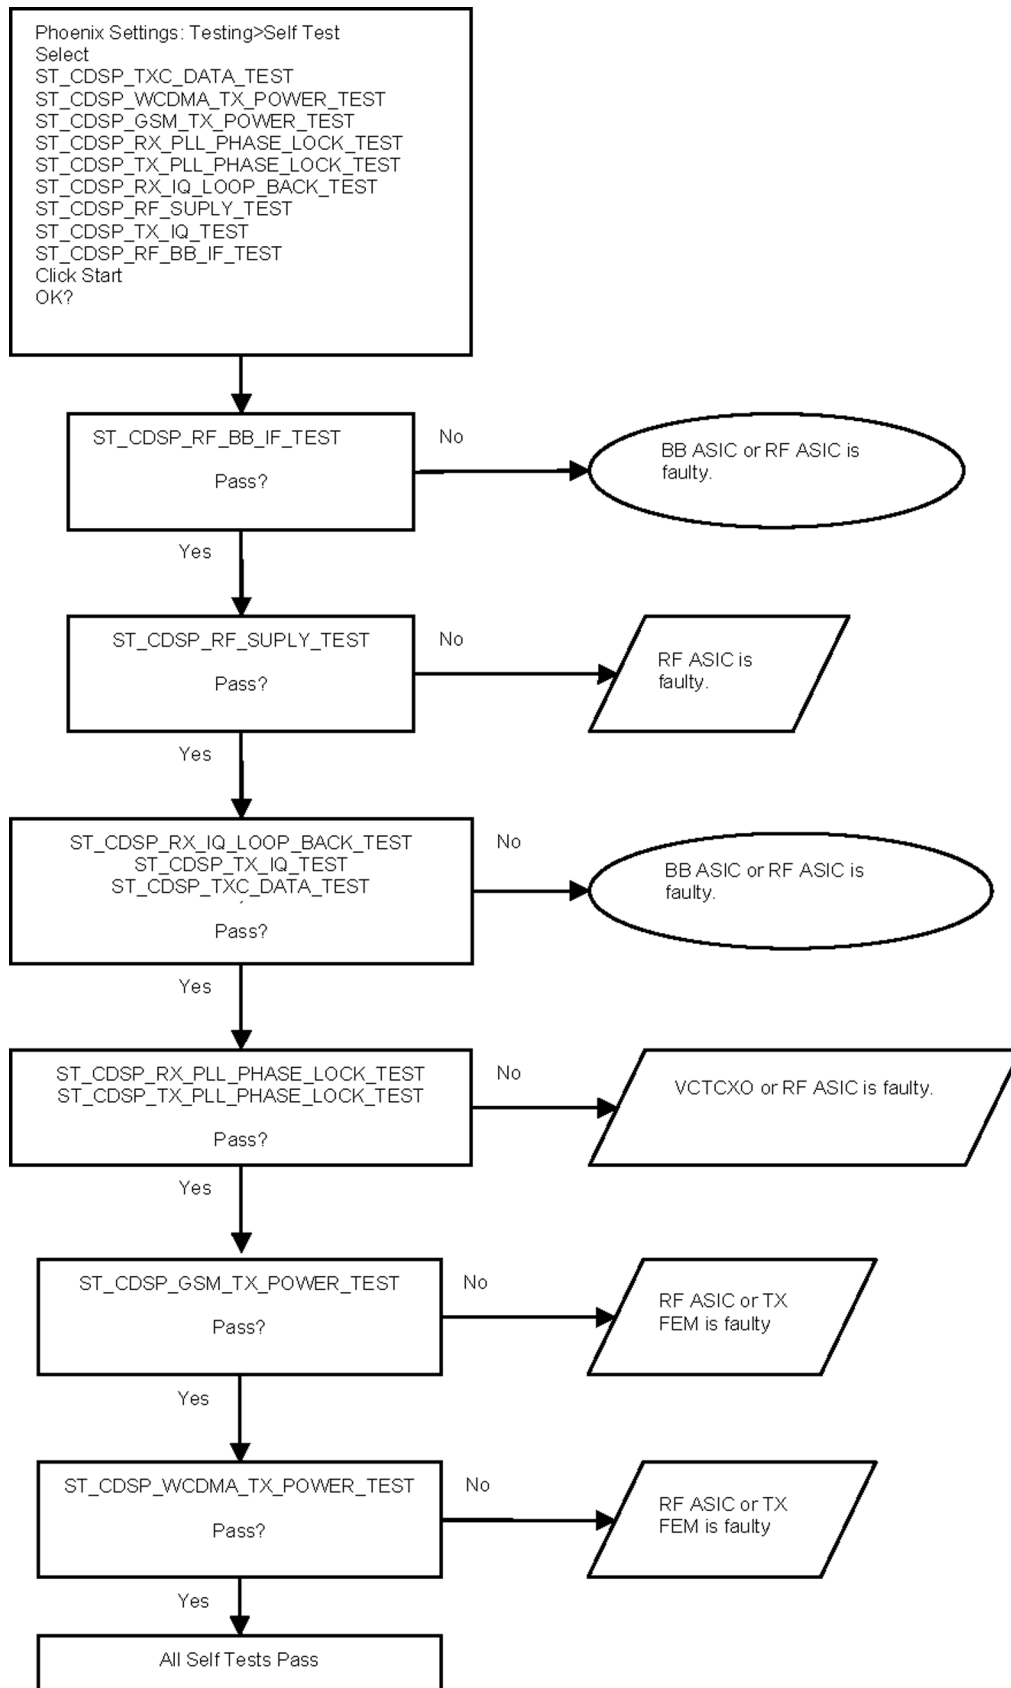 Phoenix Settings: Testing>Self Test
Select
ST_CDSP_TXC_DATA_TEST
ST_CDSP_WCDMA_TX_POWER_TEST
ST_CDSP_GSM_TX_POWER_TEST
ST_CDSP_RX_PLL_PHASE_LOCK_TEST
ST_CDSP_TX_PLL_PHASE_LOCK_TEST
ST_CDSP_RX_IQ_LOOP_BACK_TEST
ST_CDSP_RF_SUPLY_TEST
ST_CDSP_TX_IQ_TEST
ST_CDSP_RF_BB_IF_TEST
Click Start
OK?
ST_CDSP_RF_BB_IF_TEST
Pass?
No
BB ASIC or RF ASIC is
faulty.
Yes
ST_CDSP_RF_SUPLY_TEST
Pass?
No
RF ASIC is
faulty.
Yes
ST_CDSP_RX_IQ_LOOP_BACK_TEST
ST_CDSP_TX_IQ_TEST
ST_CDSP_TXC_DATA_TEST
,
Pass?
No
BB ASIC or RF ASIC is
faulty.
Yes
ST_CDSP_RX_PLL_PHASE_LOCK_TEST
ST_CDSP_TX_PLL_PHASE_LOCK_TEST
Pass?
No
VCTCXO or RF ASIC is faulty.
Yes
ST_CDSP_GSM_TX_POWER_TEST
Pass?
No
RF ASIC or TX
FEM is faulty
Yes
ST_CDSP_WCDMA_TX_POWER_TEST
Pass?
No
RF ASIC or TX
FEM is faulty
Yes
All Self Tests Pass